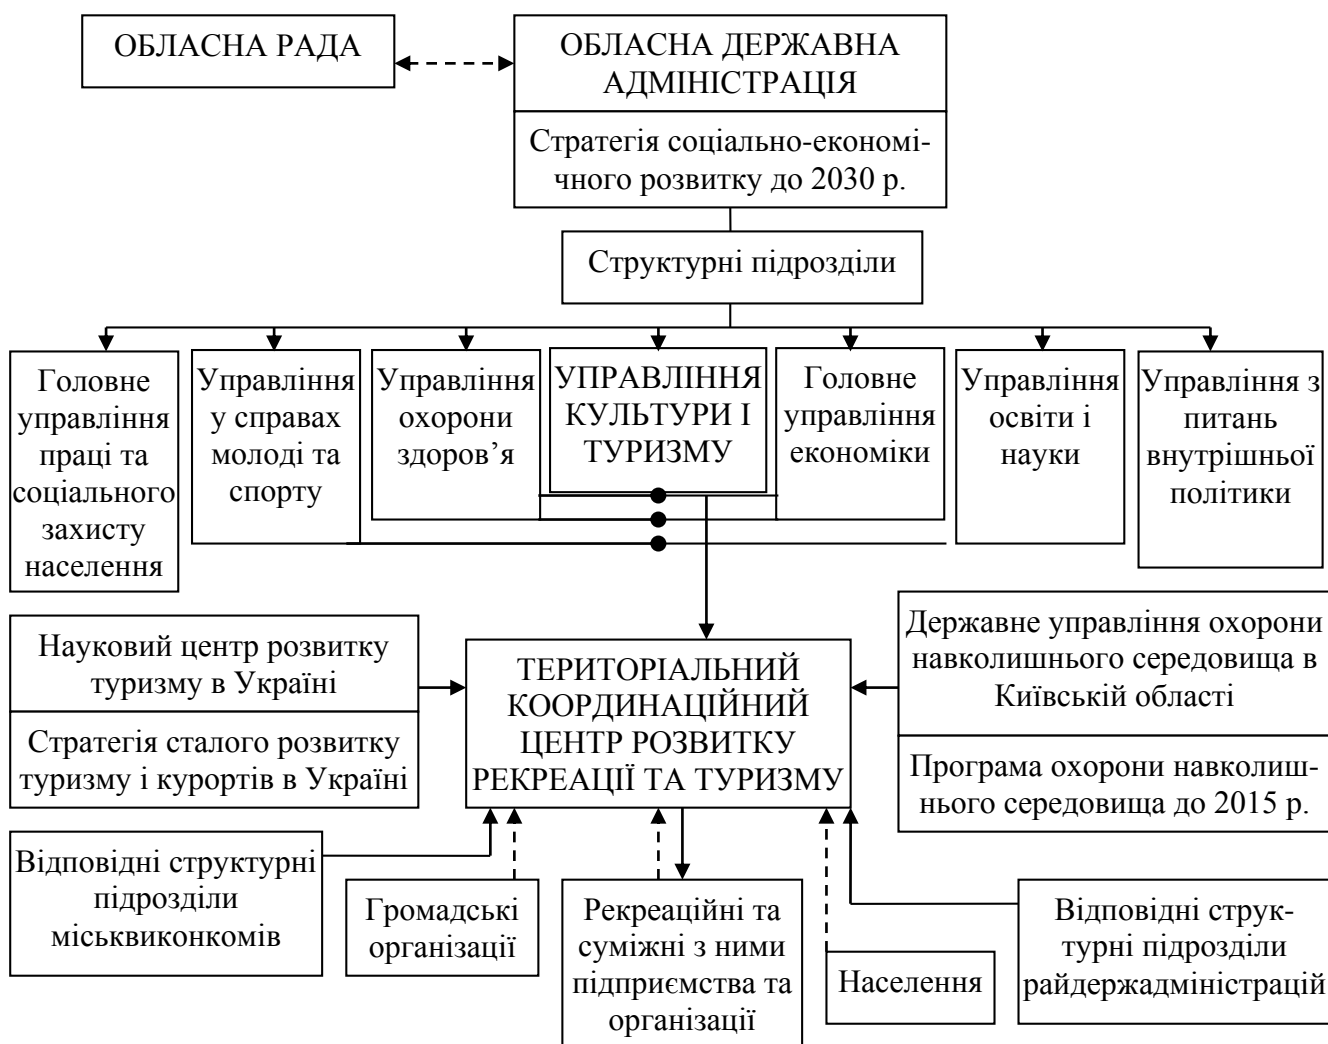 ОБЛАСНА РАДА
ОБЛАСНА ДЕРЖАВНА
АДМІНІСТРАЦІЯ
Стратегія соціально-економі-
чного розвитку до 2030 р.
Структурні підрозділи
Головне
управління
праці та
соціального
захисту
населення
Управління
у справах
молоді та
спорту
Управління
охорони
здоров’я
УПРАВЛІННЯ
КУЛЬТУРИ І
ТУРИЗМУ
Головне
управління
економіки
Управління
освіти і
науки
Управління з
питань
внутрішньої
політики
Науковий центр розвитку
туризму в Україні
Стратегія сталого розвитку
туризму і курортів в Україні
ТЕРИТОРІАЛЬНИЙ
КООРДИНАЦІЙНИЙ
ЦЕНТР РОЗВИТКУ
РЕКРЕАЦІЇ ТА ТУРИЗМУ
Державне управління охорони
навколишнього середовища в
Київській області
Програма охорони навколиш-
нього середовища до 2015 р.
Відповідні структурні
підрозділи
міськвиконкомів
Громадські
організації
Рекреаційні та
суміжні з ними
підприємства та
організації
Населення
Відповідні струк-
турні підрозділи
райдержадміністрацій